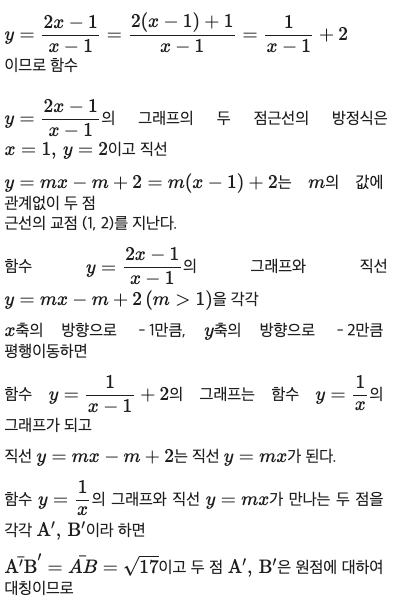 y = \frac{2x-1}{x-1} = \frac{2(x-1)+1}{x-1} = \frac{1}{x-1} + 2
이므로 함수
y = \frac{2x-1}{x-1}의 그래프의 두 점근선의 방정식은
x = 1, y = 2이고 직선
y = mx - m + 2 = m(x-1) + 2는 m의 값에
관계없이 두 점
근선의 교점 (1, 2)를 지난다.
함수 y = \frac{2x-1}{x-1}의 그래프와 직선
y = mx - m + 2 (m > 1)을 각각
x축의 방향으로 -1만큼, y축의 방향으로 -2만큼
평행이동하면
함수 y = \frac{1}{x-1} + 2의 그래프는 함수 y = \frac{1}{x}의
그래프가 되고
직선 y = mx - m + 2는 직선 y = mx가 된다.
함수 y = \frac{1}{x}의 그래프와 직선 y = mx가 만나는 두 점을
각각 A′, B′이라 하면
\bar{A′B}′ = \bar{AB} = \sqrt{17}이고 두 점 A′, B′은 원점에 대하여
대칭이므로